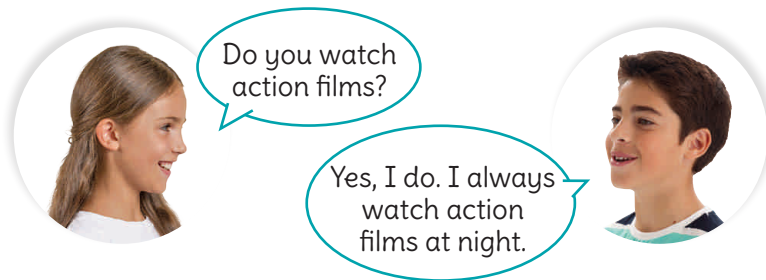 Do you watch
action films?
Yes, I do. I always
watch action
films at night.